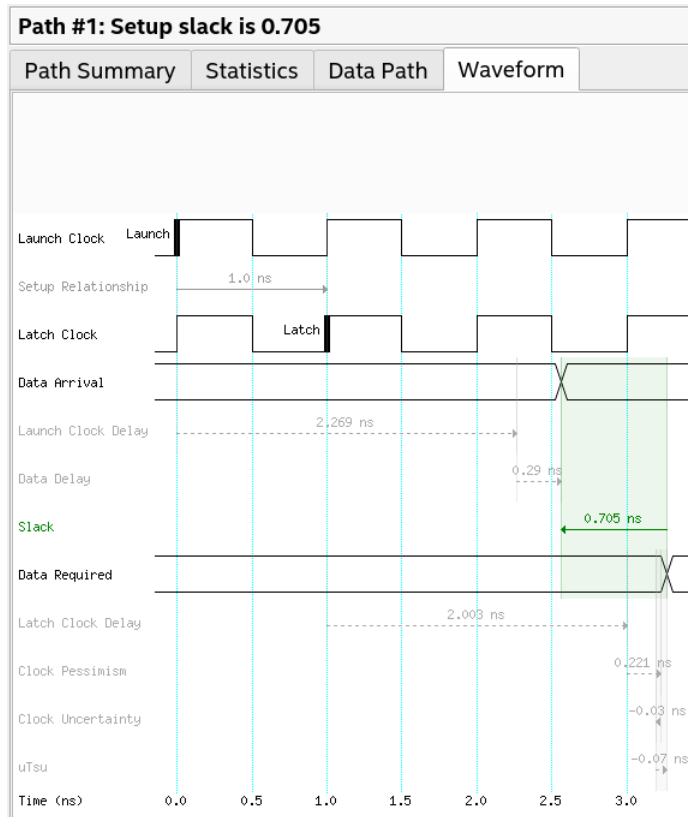 Path #1: Setup slack is 0.705
Path Summary Statistics Data Path Waveform
Launch Clock Launch
Setup Relationship 1.0 ns
Latch Clock Latch
Data Arrival
Launch Clock Delay 2.269 ns
Data Delay 0.29 ns
Slack 0.705 ns
Data Required
Latch Clock Delay 2.003 ns
Clock Pessimism 0.221 ns
Clock Uncertainty -0.03 ns
uTsu -0.07 ns
Time (ns) 0.0 0.5 1.0 1.5 2.0 2.5 3.0